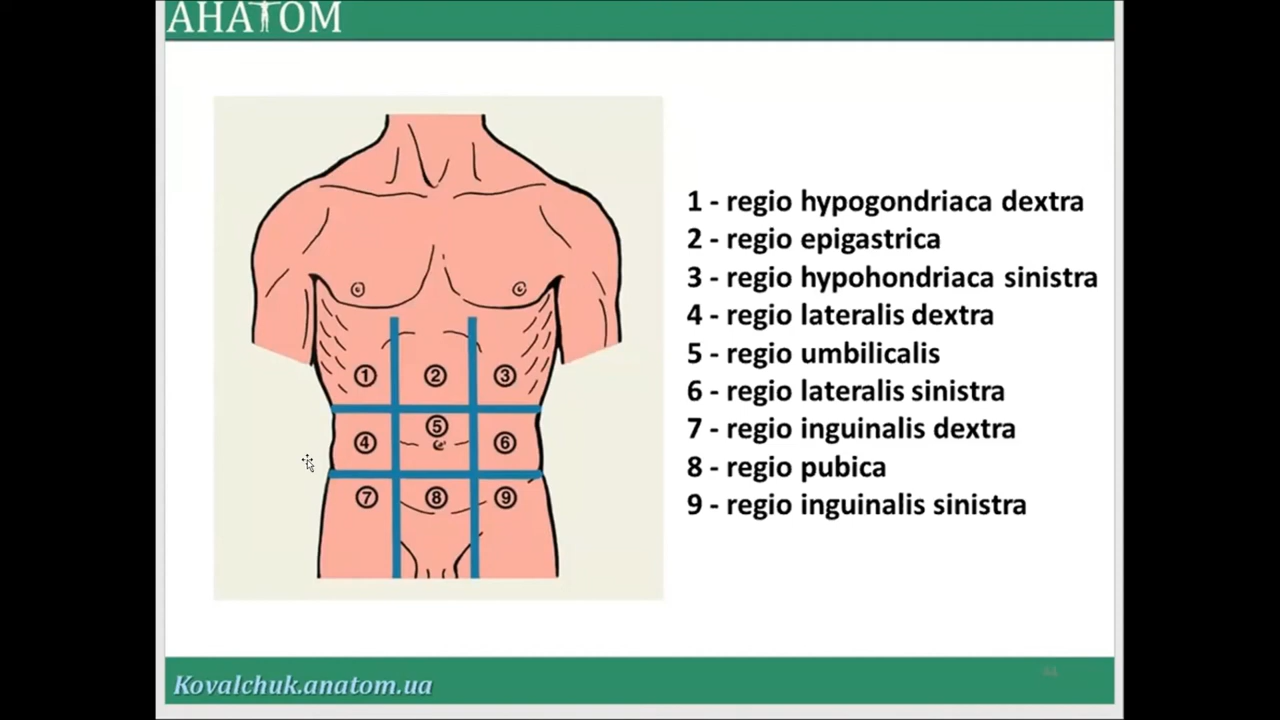 АНАТОМ
1 - regio hypogondriaca dextra
2 - regio epigastrica
3 - regio hypohondriaca sinistra
4 - regio lateralis dextra
5 - regio umbilicalis
6 - regio lateralis sinistra
7 - regio inguinalis dextra
8 - regio pubica
9 - regio inguinalis sinistra
1 2 3
4 5 6
7 8 9
Kovalchuk.anatom.ua